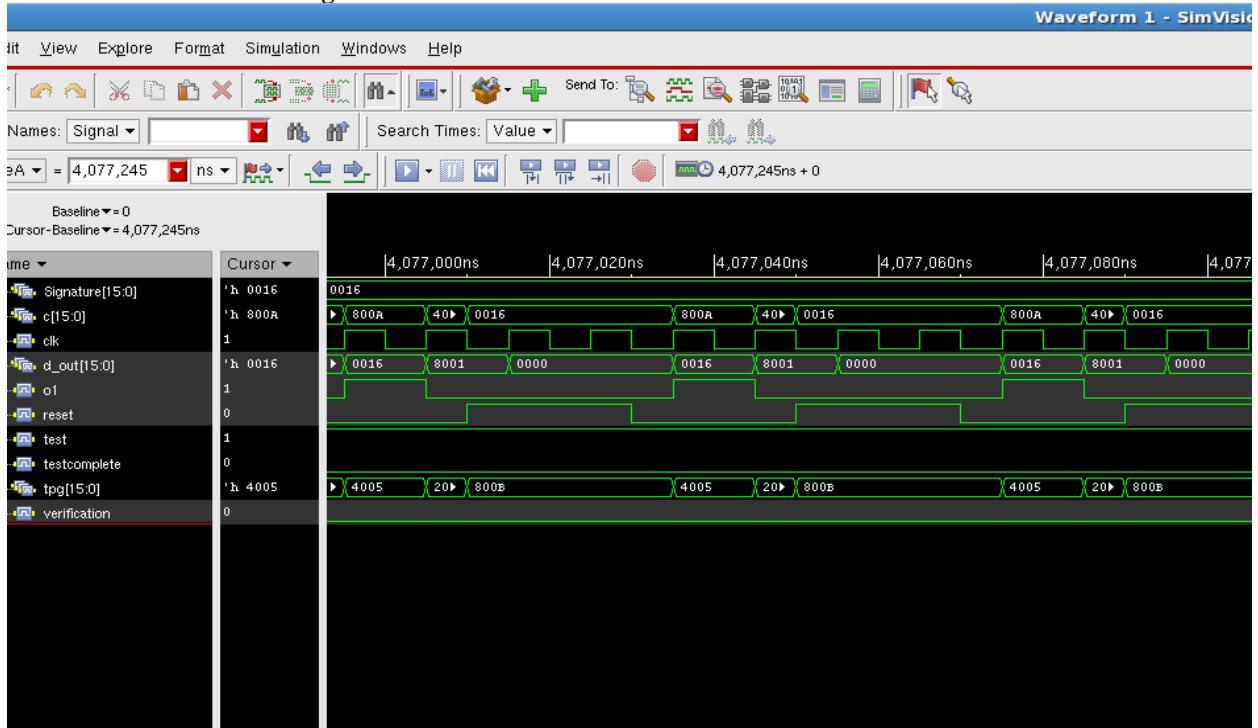 Waveform 1 - SimVisio
dit View Explore Format Simulation Windows Help
Send To:
Names: Signal Search Times: Value
eA = 4,077,245 ns 4,077,245ns + 0
Baseline = 0
Cursor-Baseline = 4,077,245ns
ame Cursor 4,077,000ns 4,077,020ns 4,077,040ns 4,077,060ns 4,077,080ns 4,077
Signature[15:0] 'h 0016 0016
c[15:0] 'h 800A 800A 40 0016 800A 40 0016 800A 40 0016
clk 1
d_out[15:0] 'h 0016 0016 8001 0000 0016 8001 0000 0016 8001 0000
o1 1
reset 0
test 1
testcomplete 0
tpg[15:0] 'h 4005 4005 20 800B 4005 20 800B 4005 20 800B
verification 0